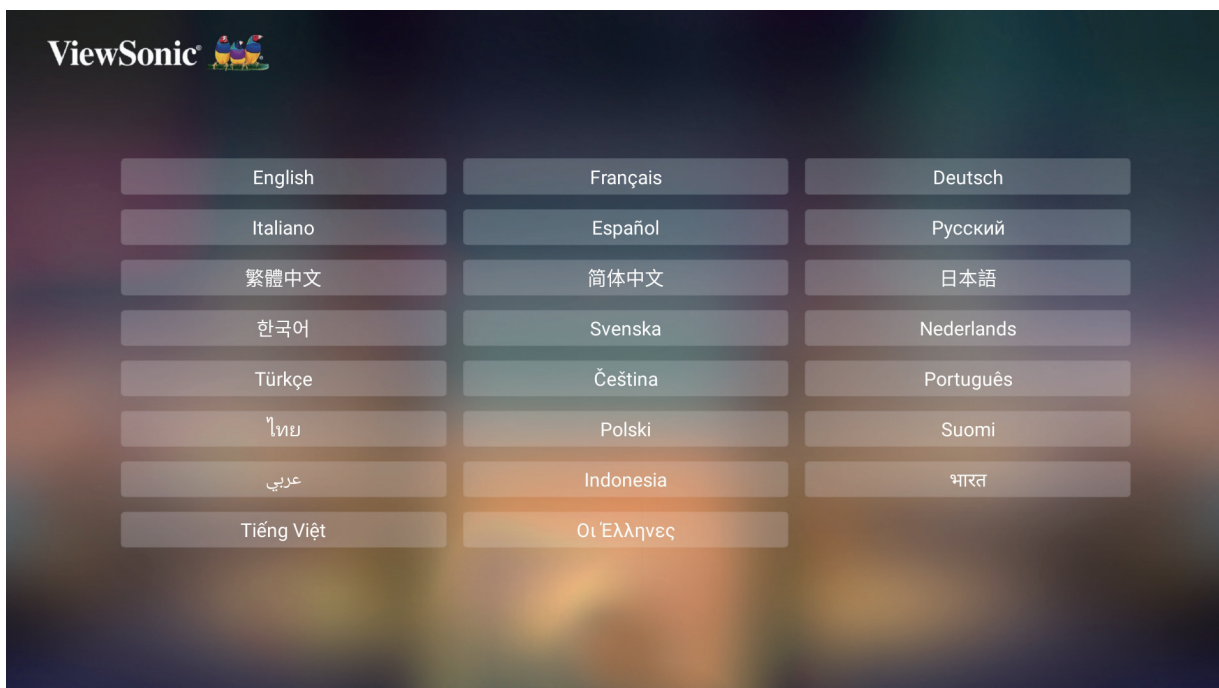 ViewSonic®
English
Français
Deutsch
Italiano
Español
Русский
繁體中文
简体中文
日本語
한국어
Svenska
Nederlands
Türkçe
Čeština
Português
ไทย
Polski
Suomi
عربي
Indonesia
भारत
Tiếng Việt
Οι Έλληνες